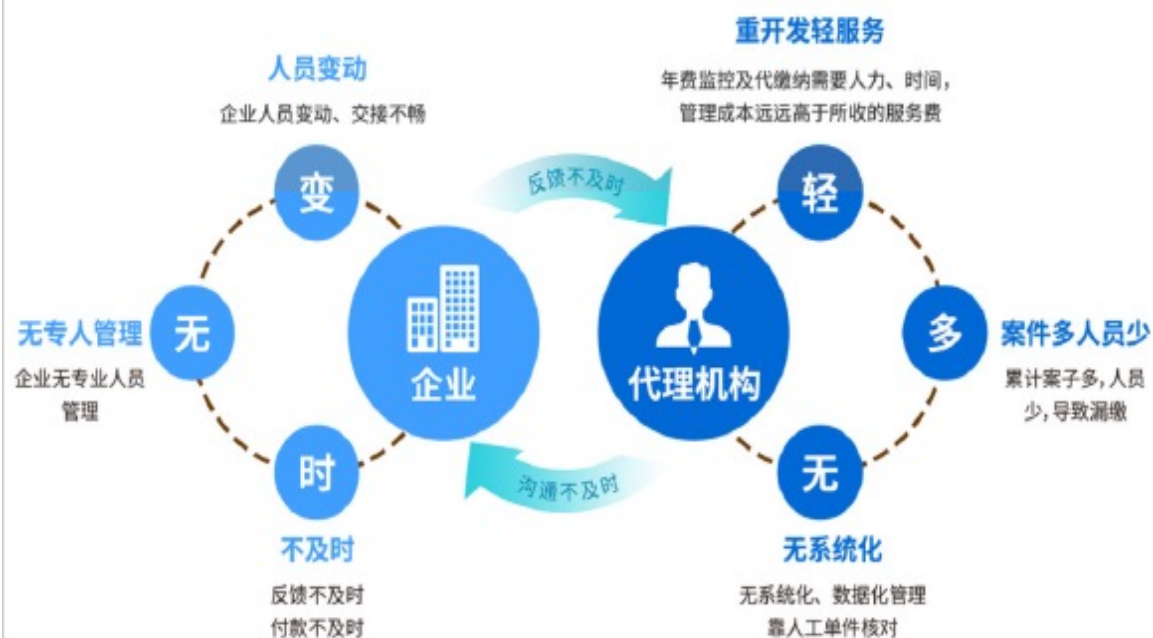 人员变动
企业人员变动、交接不畅
变
无
无专人管理
企业无专业人员
管理
时
不及时
反馈不及时
付款不及时
企业
反馈不及时
沟通不及时
代理机构
重开发轻服务
年费监控及代缴纳需要人力、时间，
管理成本远远高于所收的服务费
轻
多
案件多人员少
累计案子多，人员
少，导致漏缴
无
无系统化
无系统化、数据化管理
靠人工单件核对